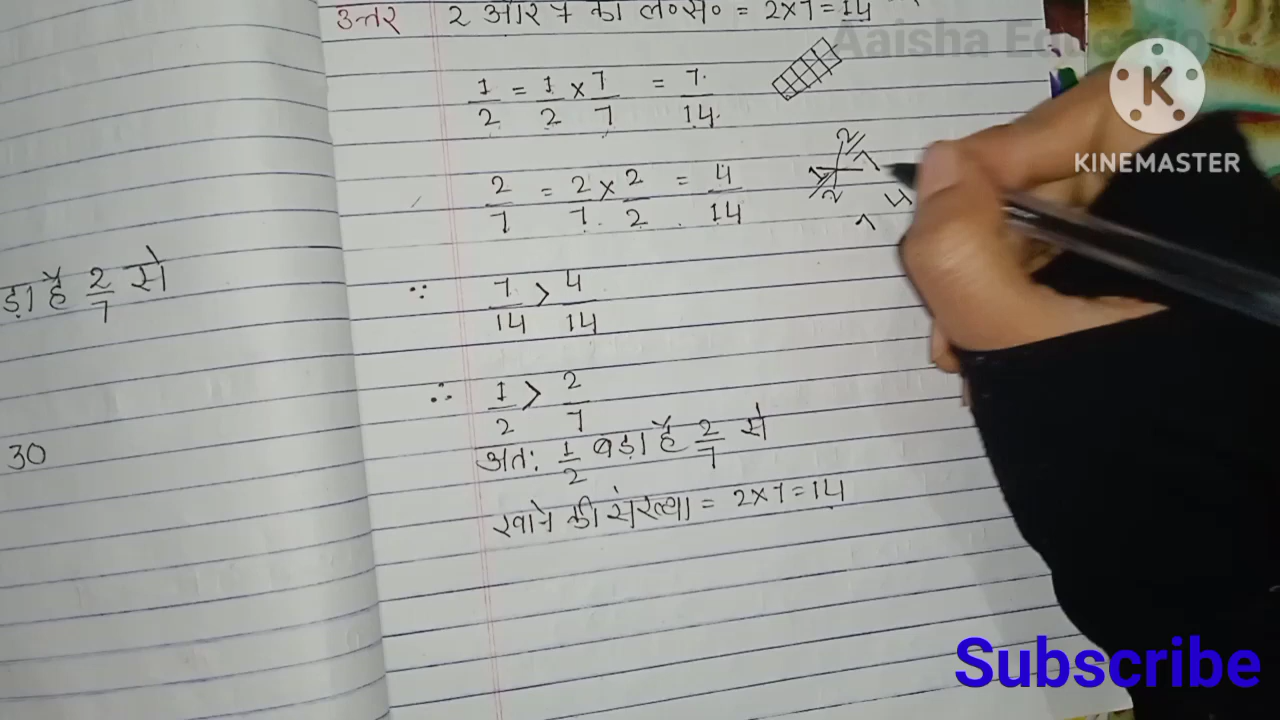 उत्तर 2 और 7 का ल०स० = 2×7=14
Aaisha Education
1/2 = 1/2 × 7/7 = 7/14
2/7 = 2/7 × 2/2 = 4/14
∵ 7/14 > 4/14
∴ 1/2 > 2/7
अतः 1/2 बड़ा है 2/7 से
खाने की संख्या = 2×7=14
ड़ा है 2/7 से
30
KINEMASTER
Subscribe